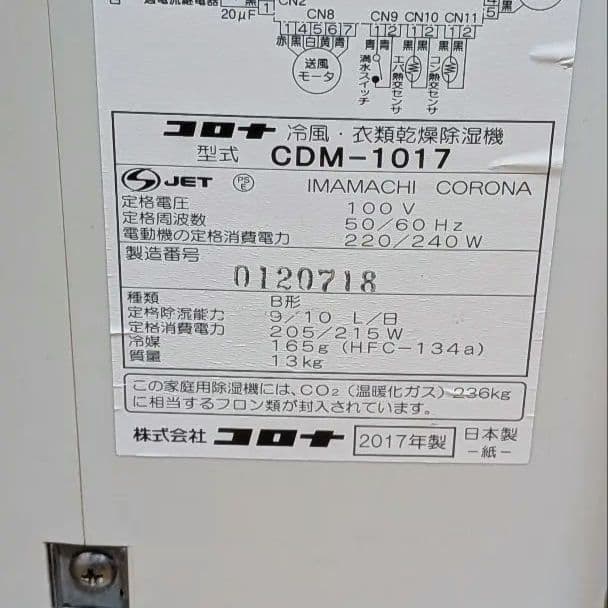 黒
20μF
1
CN2
CN8
CN9 CN10 CN11
4
5
黒
1 4 5 6 7
1 2 1 2 1 2
赤 黒 白 黄 青
青 青 黒 黒 黒 黒
送風
モータ
満水スイッチ
エバ熱交センサ
コン熱交センサ
コロナ 冷風・衣類乾燥除湿機
型式 CDM-1017
JET PS E IMAMACHI CORONA
定格電圧 100V
定格周波数 50/60Hz
電動機の定格消費電力 220/240W
製造番号
0120718
種類 B形
定格除湿能力 9/10 L/日
定格消費電力 205/215W
冷媒 165g (HFC-134a)
質量 13kg
この家庭用除湿機には、CO2 (温暖化ガス) 236kg
に相当するフロン類が封入されています。
株式会社 コロナ 2017年製 日本製
-紙-